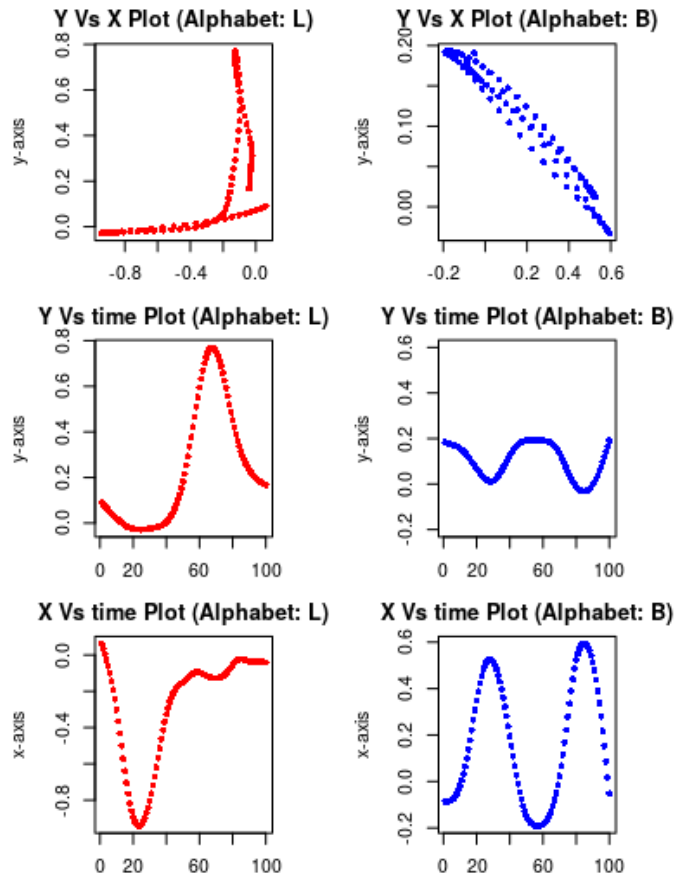 Y Vs X Plot (Alphabet: L)
y-axis
0.0 0.2 0.4 0.6 0.8
-0.8 -0.4 0.0
Y Vs X Plot (Alphabet: B)
y-axis
0.00 0.10 0.20
-0.2 0.2 0.4 0.6
Y Vs time Plot (Alphabet: L)
y-axis
0.0 0.2 0.4 0.6 0.8
0 20 60 100
Y Vs time Plot (Alphabet: B)
y-axis
-0.2 0.0 0.2 0.4 0.6
0 20 60 100
X Vs time Plot (Alphabet: L)
x-axis
-0.8 -0.4 0.0
0 20 60 100
X Vs time Plot (Alphabet: B)
x-axis
-0.2 0.0 0.2 0.4 0.6
0 20 60 100